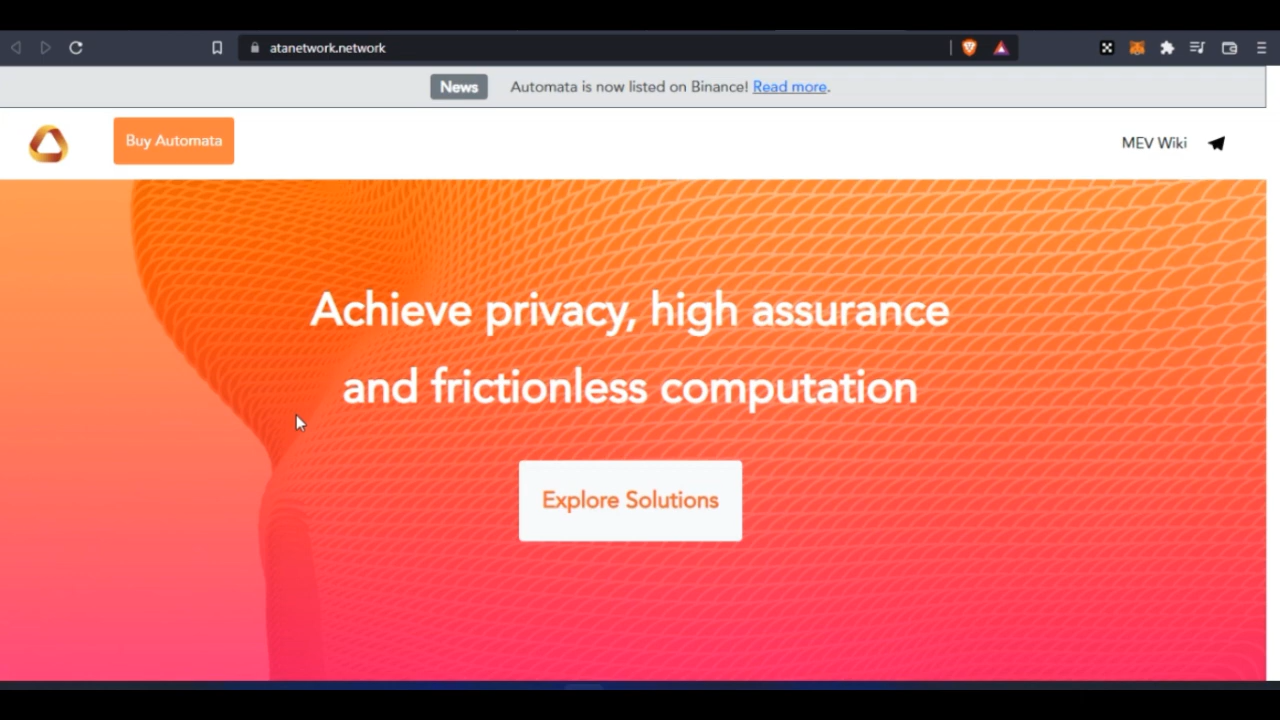 atanetwork.network
News Automata is now listed on Binance! Read more.
Buy Automata
MEV Wiki
Achieve privacy, high assurance
and frictionless computation
Explore Solutions